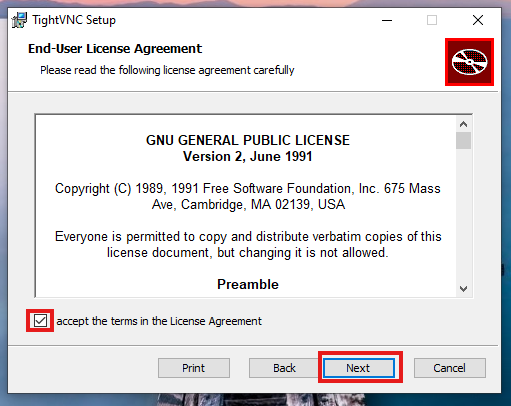 TightVNC Setup
End-User License Agreement
Please read the following license agreement carefully
GNU GENERAL PUBLIC LICENSE
Version 2, June 1991
Copyright (C) 1989, 1991 Free Software Foundation, Inc. 675 Mass
Ave, Cambridge, MA 02139, USA
Everyone is permitted to copy and distribute verbatim copies of this
license document, but changing it is not allowed.
Preamble
accept the terms in the License Agreement
Print
Back
Next
Cancel